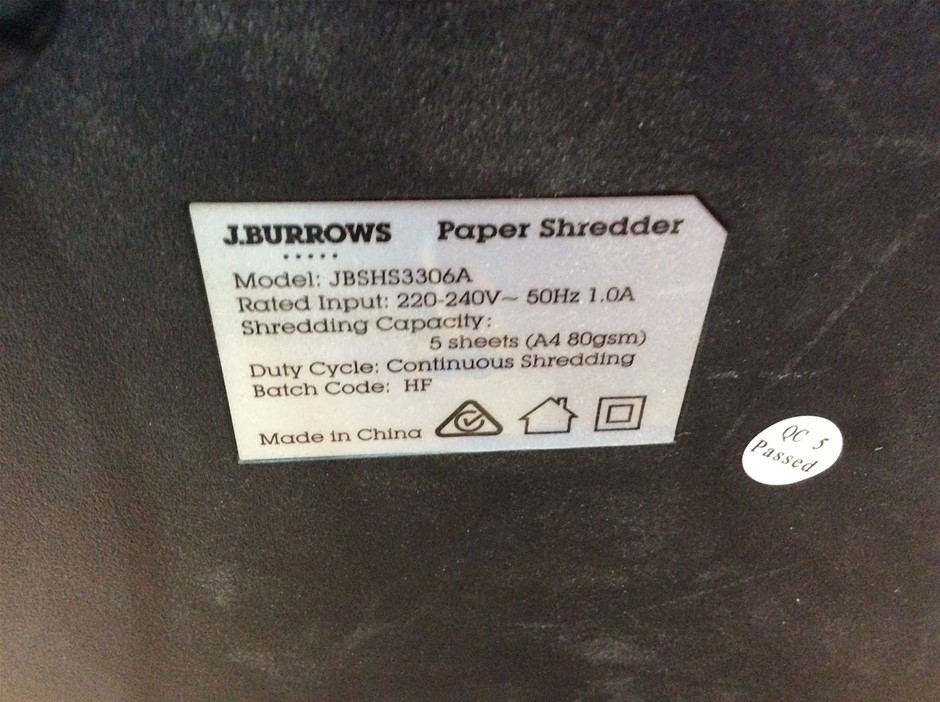 J.BURROWS Paper Shredder
Model: JBSHS3306A
Rated Input: 220-240V~ 50Hz 1.0A
Shredding Capacity:
5 sheets (A4 80gsm)
Duty Cycle: Continuous Shredding
Batch Code: HF
Made in China
QC 5
Passed